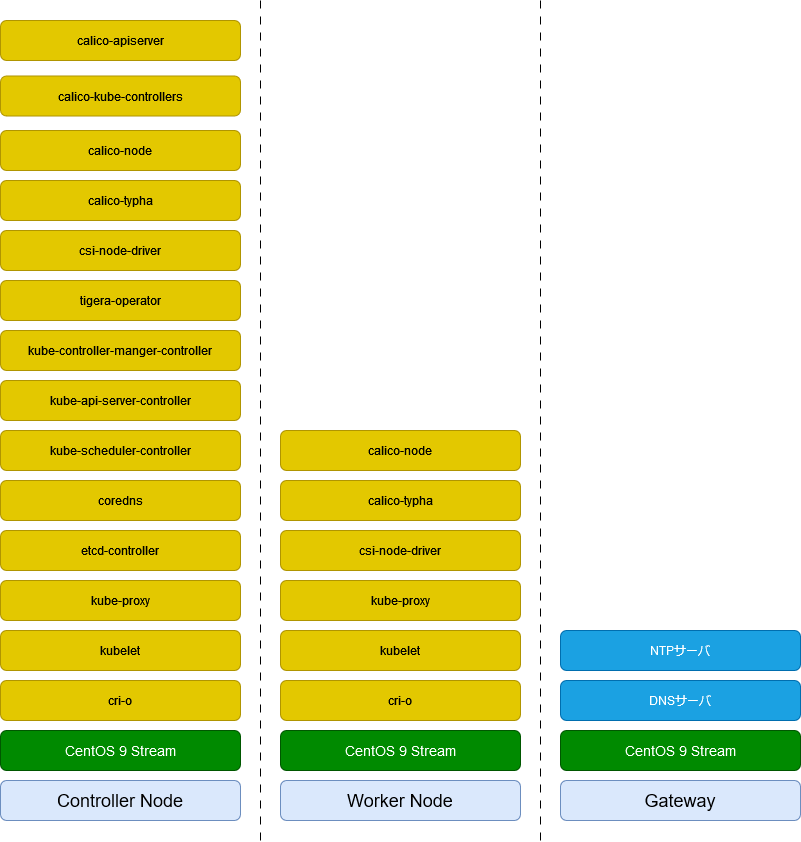 calico-apiserver
calico-kube-controllers
calico-node
calico-typha
csi-node-driver
tigera-operator
kube-controller-manger-controller
kube-api-server-controller
kube-scheduler-controller
coredns
etcd-controller
kube-proxy
kubelet
cri-o
CentOS 9 Stream
Controller Node
calico-node
calico-typha
csi-node-driver
kube-proxy
kubelet
cri-o
CentOS 9 Stream
Worker Node
NTPサーバ
DNSサーバ
CentOS 9 Stream
Gateway